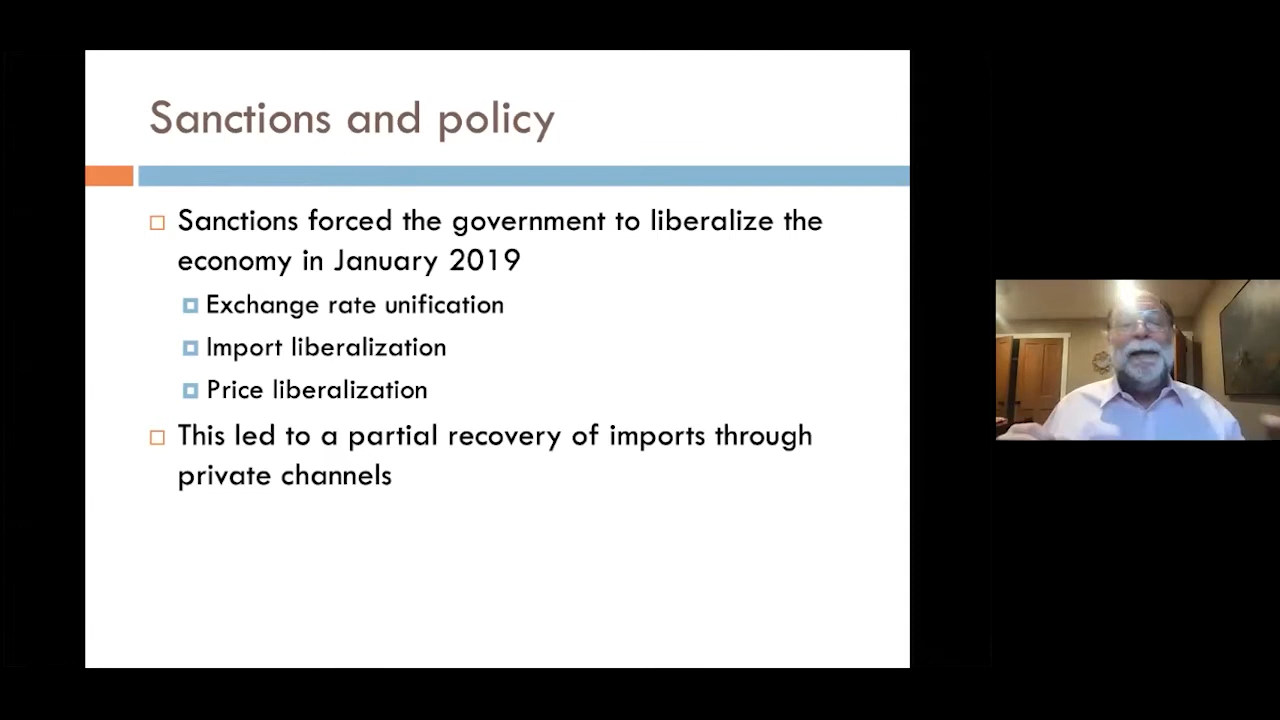 Sanctions and policy
Sanctions forced the government to liberalize the
economy in January 2019
Exchange rate unification
Import liberalization
Price liberalization
This led to a partial recovery of imports through
private channels